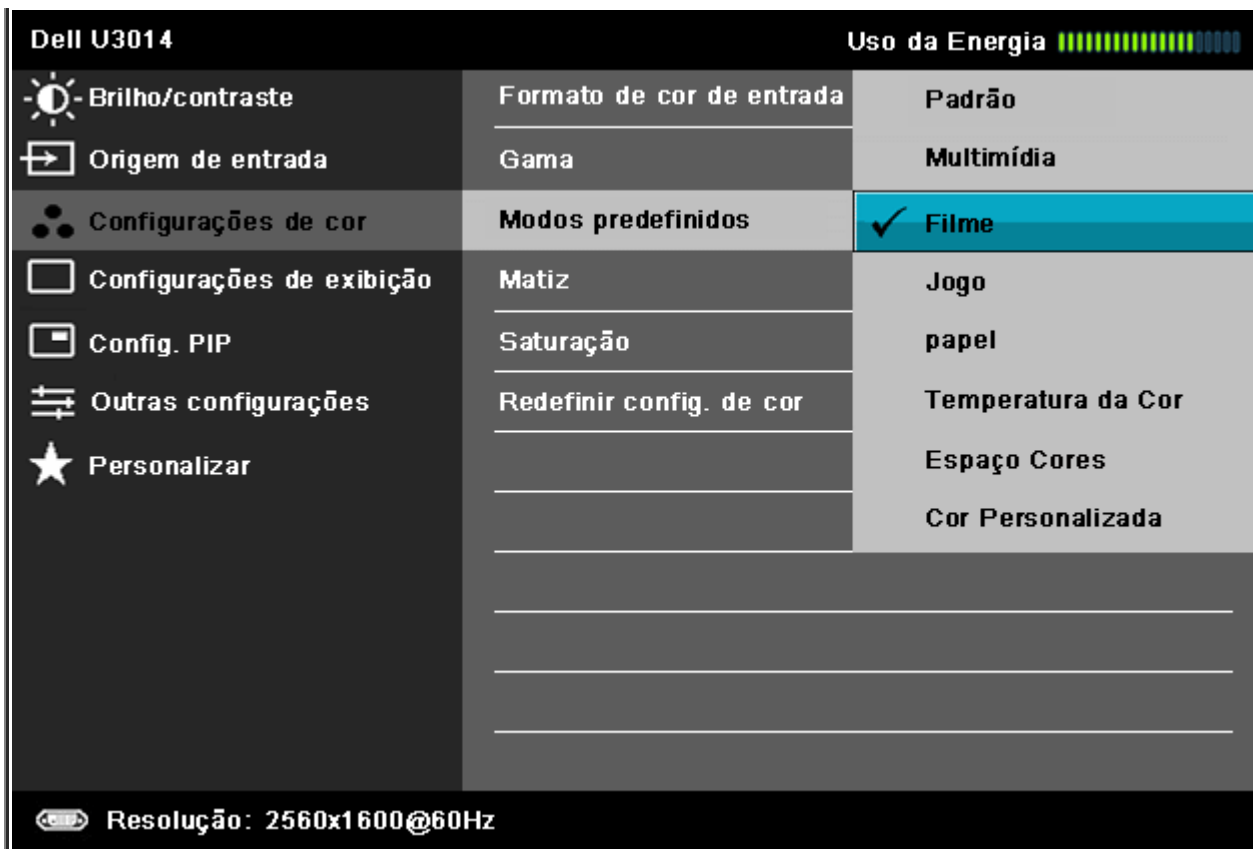 Dell U3014
Uso da Energia
Brilho/contraste
Origem de entrada
Configurações de cor
Configurações de exibição
Config. PIP
Outras configurações
Personalizar
Formato de cor de entrada
Gama
Modos predefinidos
Matiz
Saturação
Redefinir config. de cor
Padrão
Multimídia
Filme
Jogo
papel
Temperatura da Cor
Espaço Cores
Cor Personalizada
Resolução: 2560x1600@60Hz